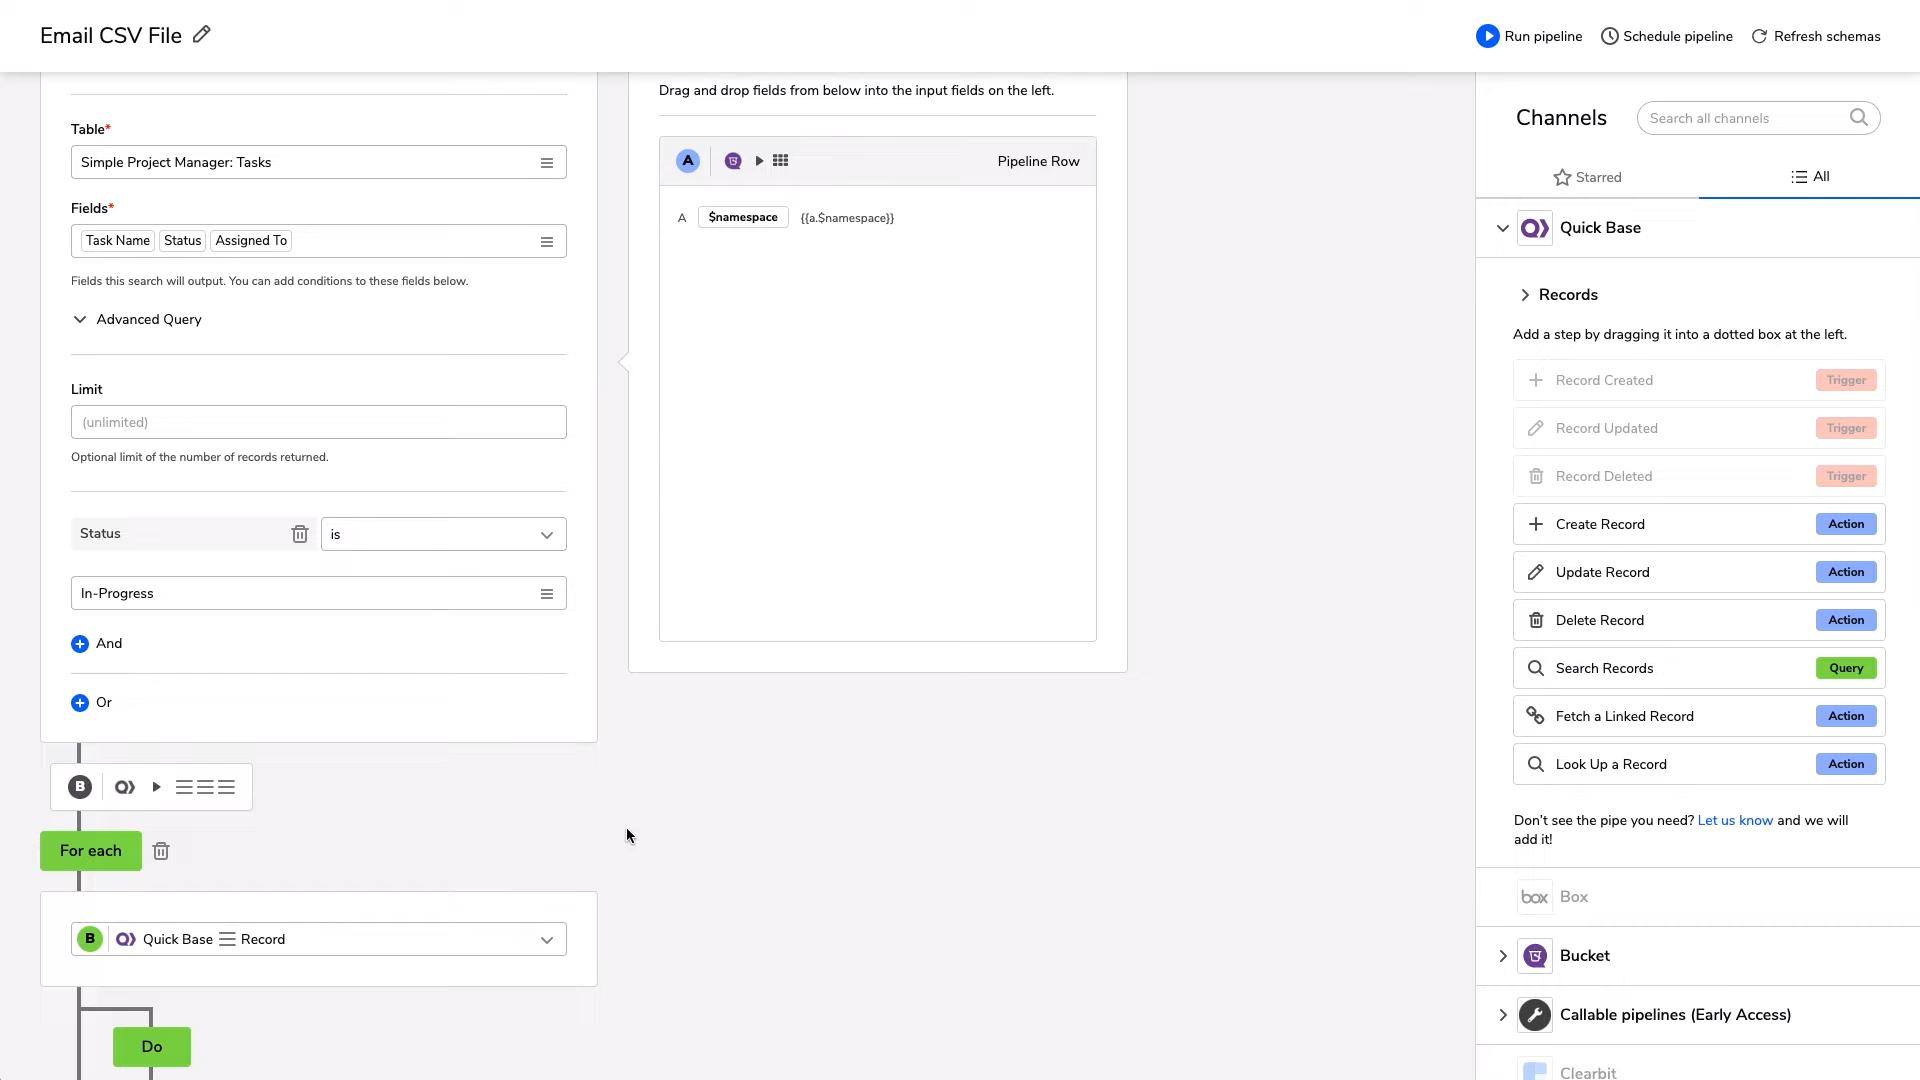 Email CSV File
Run pipeline
Schedule pipeline
Refresh schemas
Table*
Simple Project Manager: Tasks
Fields*
Task Name Status Assigned To
Fields this search will output. You can add conditions to these fields below.
Advanced Query
Limit
(unlimited)
Optional limit of the number of records returned.
Status
is
In-Progress
And
Or
B
For each
B Quick Base Record
Do
Drag and drop fields from below into the input fields on the left.
A Pipeline Row
A $namespace {{a.$namespace}}
Channels
Search all channels
Starred
All
Quick Base
Records
Add a step by dragging it into a dotted box at the left.
Record Created Trigger
Record Updated Trigger
Record Deleted Trigger
Create Record Action
Update Record Action
Delete Record Action
Search Records Query
Fetch a Linked Record Action
Look Up a Record Action
Don't see the pipe you need? Let us know and we will
add it!
box Box
Bucket
Callable pipelines (Early Access)
Clearbit